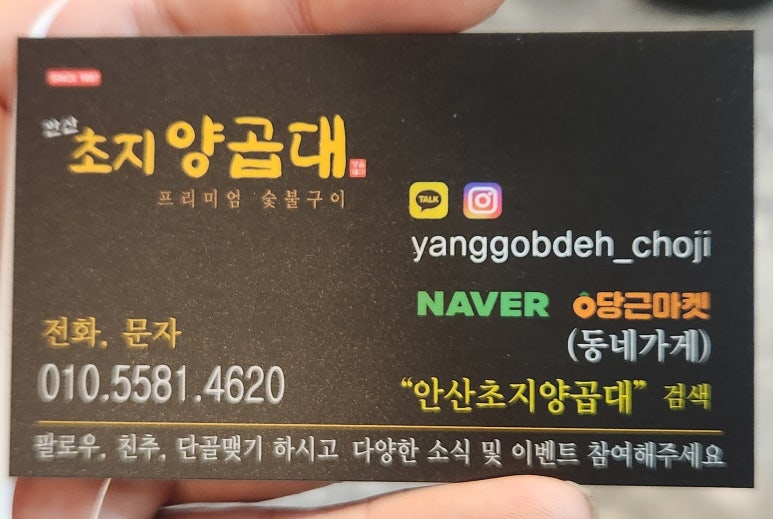 안산
초지 양곱대
프리미엄 숯불구이
TALK
yanggobdeh_choji
NAVER 당근마켓
(동네가게)
전화, 문자
010.5581.4620
“안산초지양곱대” 검색
팔로우, 친추, 단골맺기 하시고 다양한 소식 및 이벤트 참여해주세요